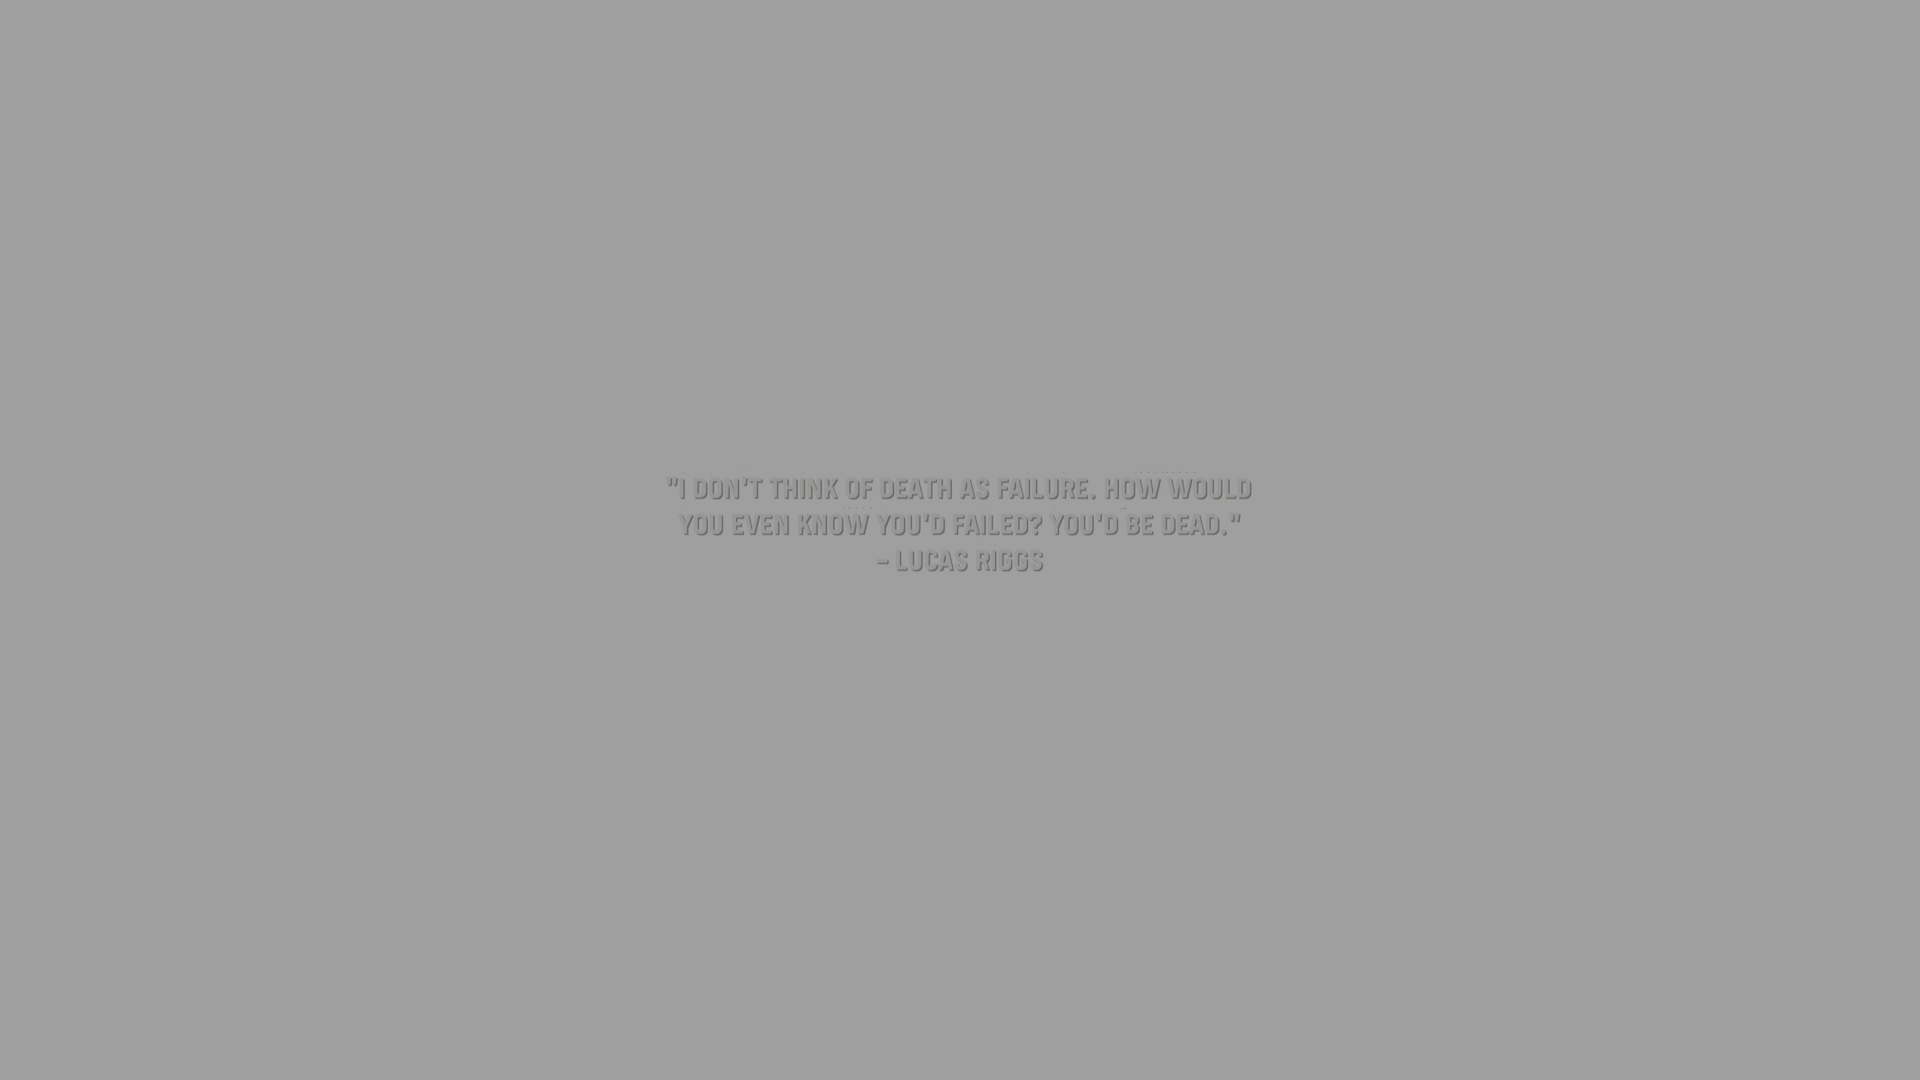 "I DON'T THINK OF DEATH AS FAILURE. HOW WOULD
YOU EVEN KNOW YOU'D FAILED? YOU'D BE DEAD."
– LUCAS RIGGS